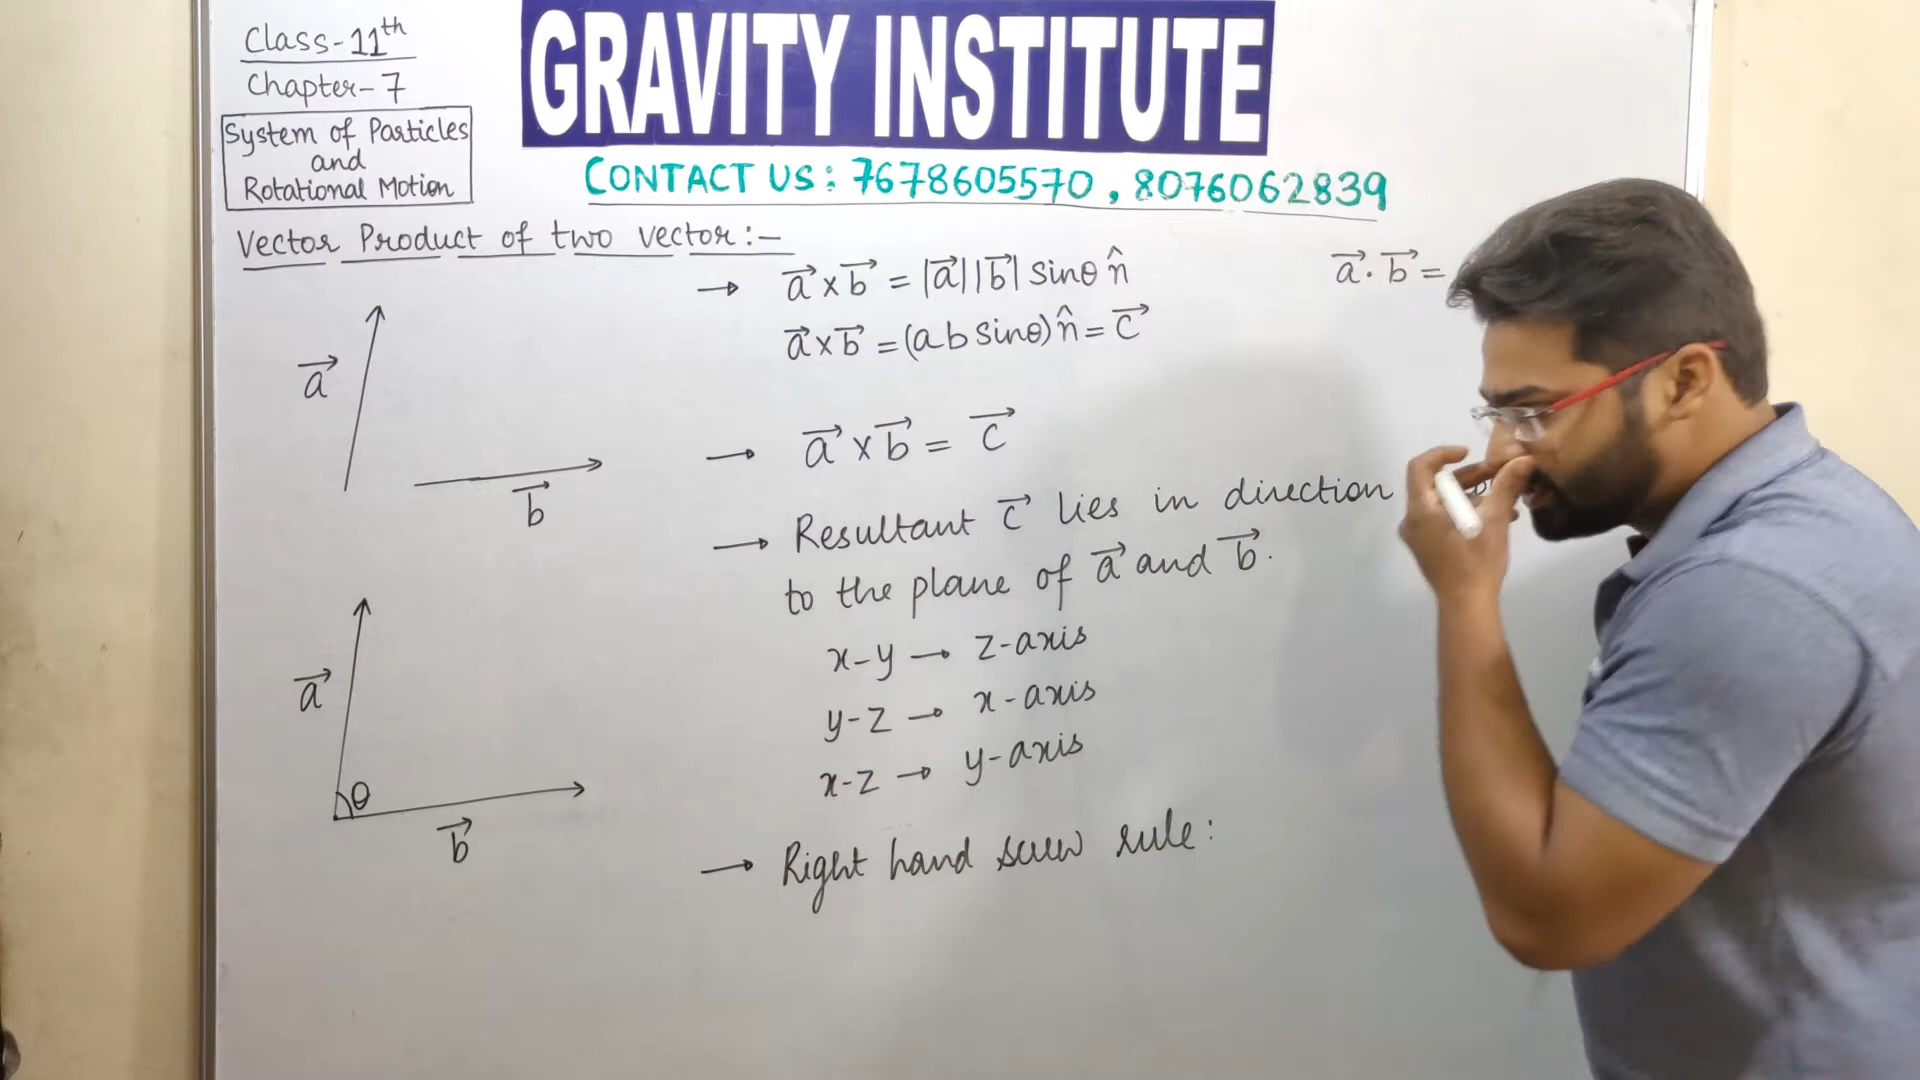 Class-11th
Chapter-7
System of Particles
and
Rotational Motion
GRAVITY INSTITUTE
CONTACT US: 7678605570, 8076062839
Vector Product of two vector:-
→ a⃗ × b⃗ = |a⃗||b⃗| sinθ n̂
a⃗ · b⃗ =
a⃗ × b⃗ = (ab sinθ) n̂ = c⃗
a⃗
b⃗
→ a⃗ × b⃗ = c⃗
→ Resultant c⃗ lies in direction
to the plane of a⃗ and b⃗.
x-y → z-axis
y-z → x-axis
x-z → y-axis
a⃗
θ
b⃗
→ Right hand screw rule: